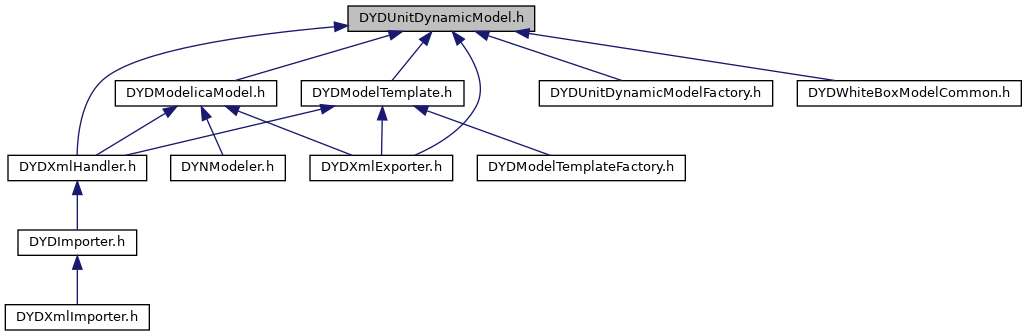 DYDUnitDynamicModel.h
DYDModelicaModel.h
DYDModelTemplate.h
DYDUnitDynamicModelFactory.h
DYDWhiteBoxModelCommon.h
DYDXmlHandler.h
DYNModeler.h
DYDXmlExporter.h
DYDModelTemplateFactory.h
DYDImporter.h
DYDXmlImporter.h